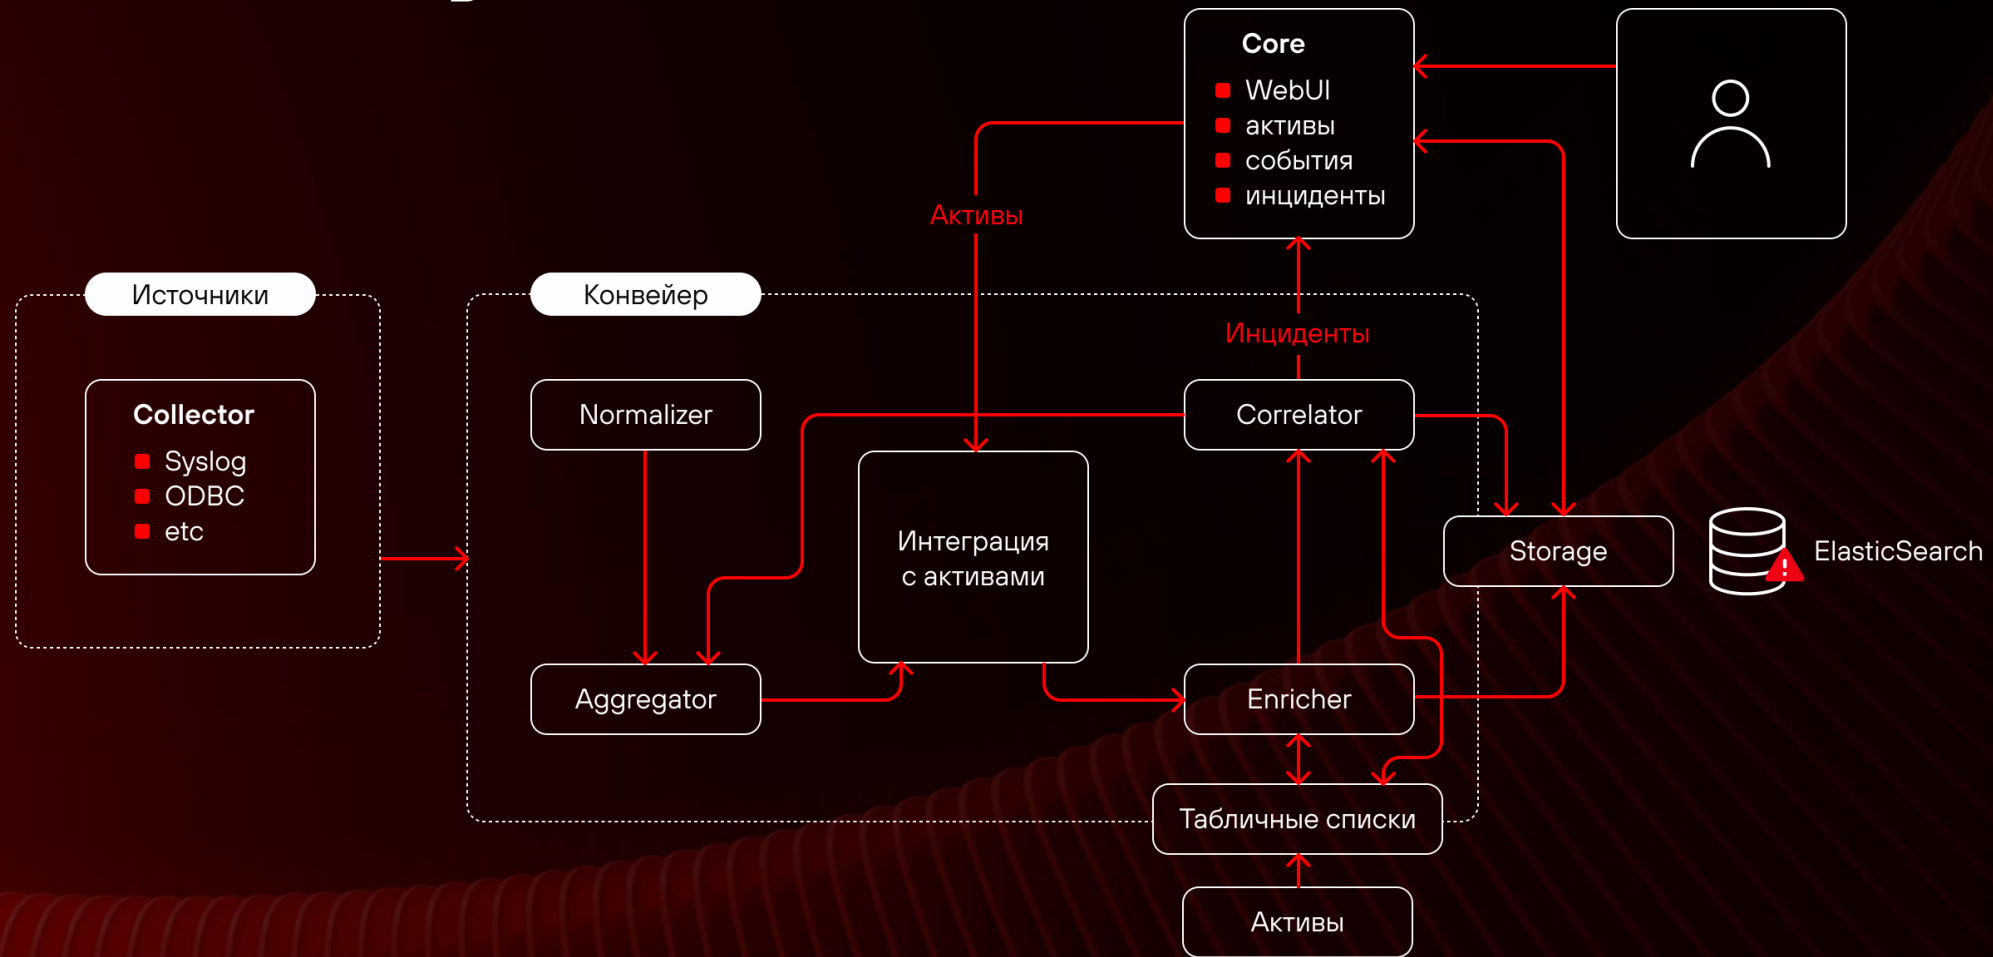 Core
WebUI
активы
события
инциденты
Активы
Источники
Конвейер
Инциденты
Collector
Syslog
ODBC
etc
Normalizer
Correlator
Интеграция
с активами
Storage
ElasticSearch
Aggregator
Enricher
Табличные списки
Активы